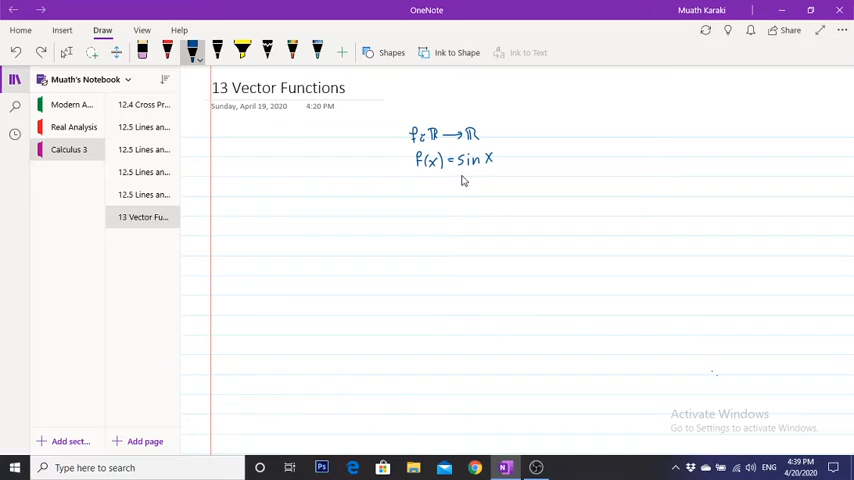 OneNote
Muath Karaki
Home
Insert
Draw
History
Review
View
Help
Share
Shapes
Ink to Shape
Ink to Text
Muath's Notebook
Modern A...
Real Analysis
Calculus 3
12.4 Cross Pr...
12.5 Lines an...
12.5 Lines an...
12.5 Lines an...
13 Vector Fu...
13 Vector Functions
Sunday, April 19, 2020 4:20 PM
f: ℝ → ℝ
f(x) = sin x
Activate Windows
Go to Settings to activate Windows.
Add sect...
Add page
Type here to search
Ps
ENG
4:39 PM
4/20/2020